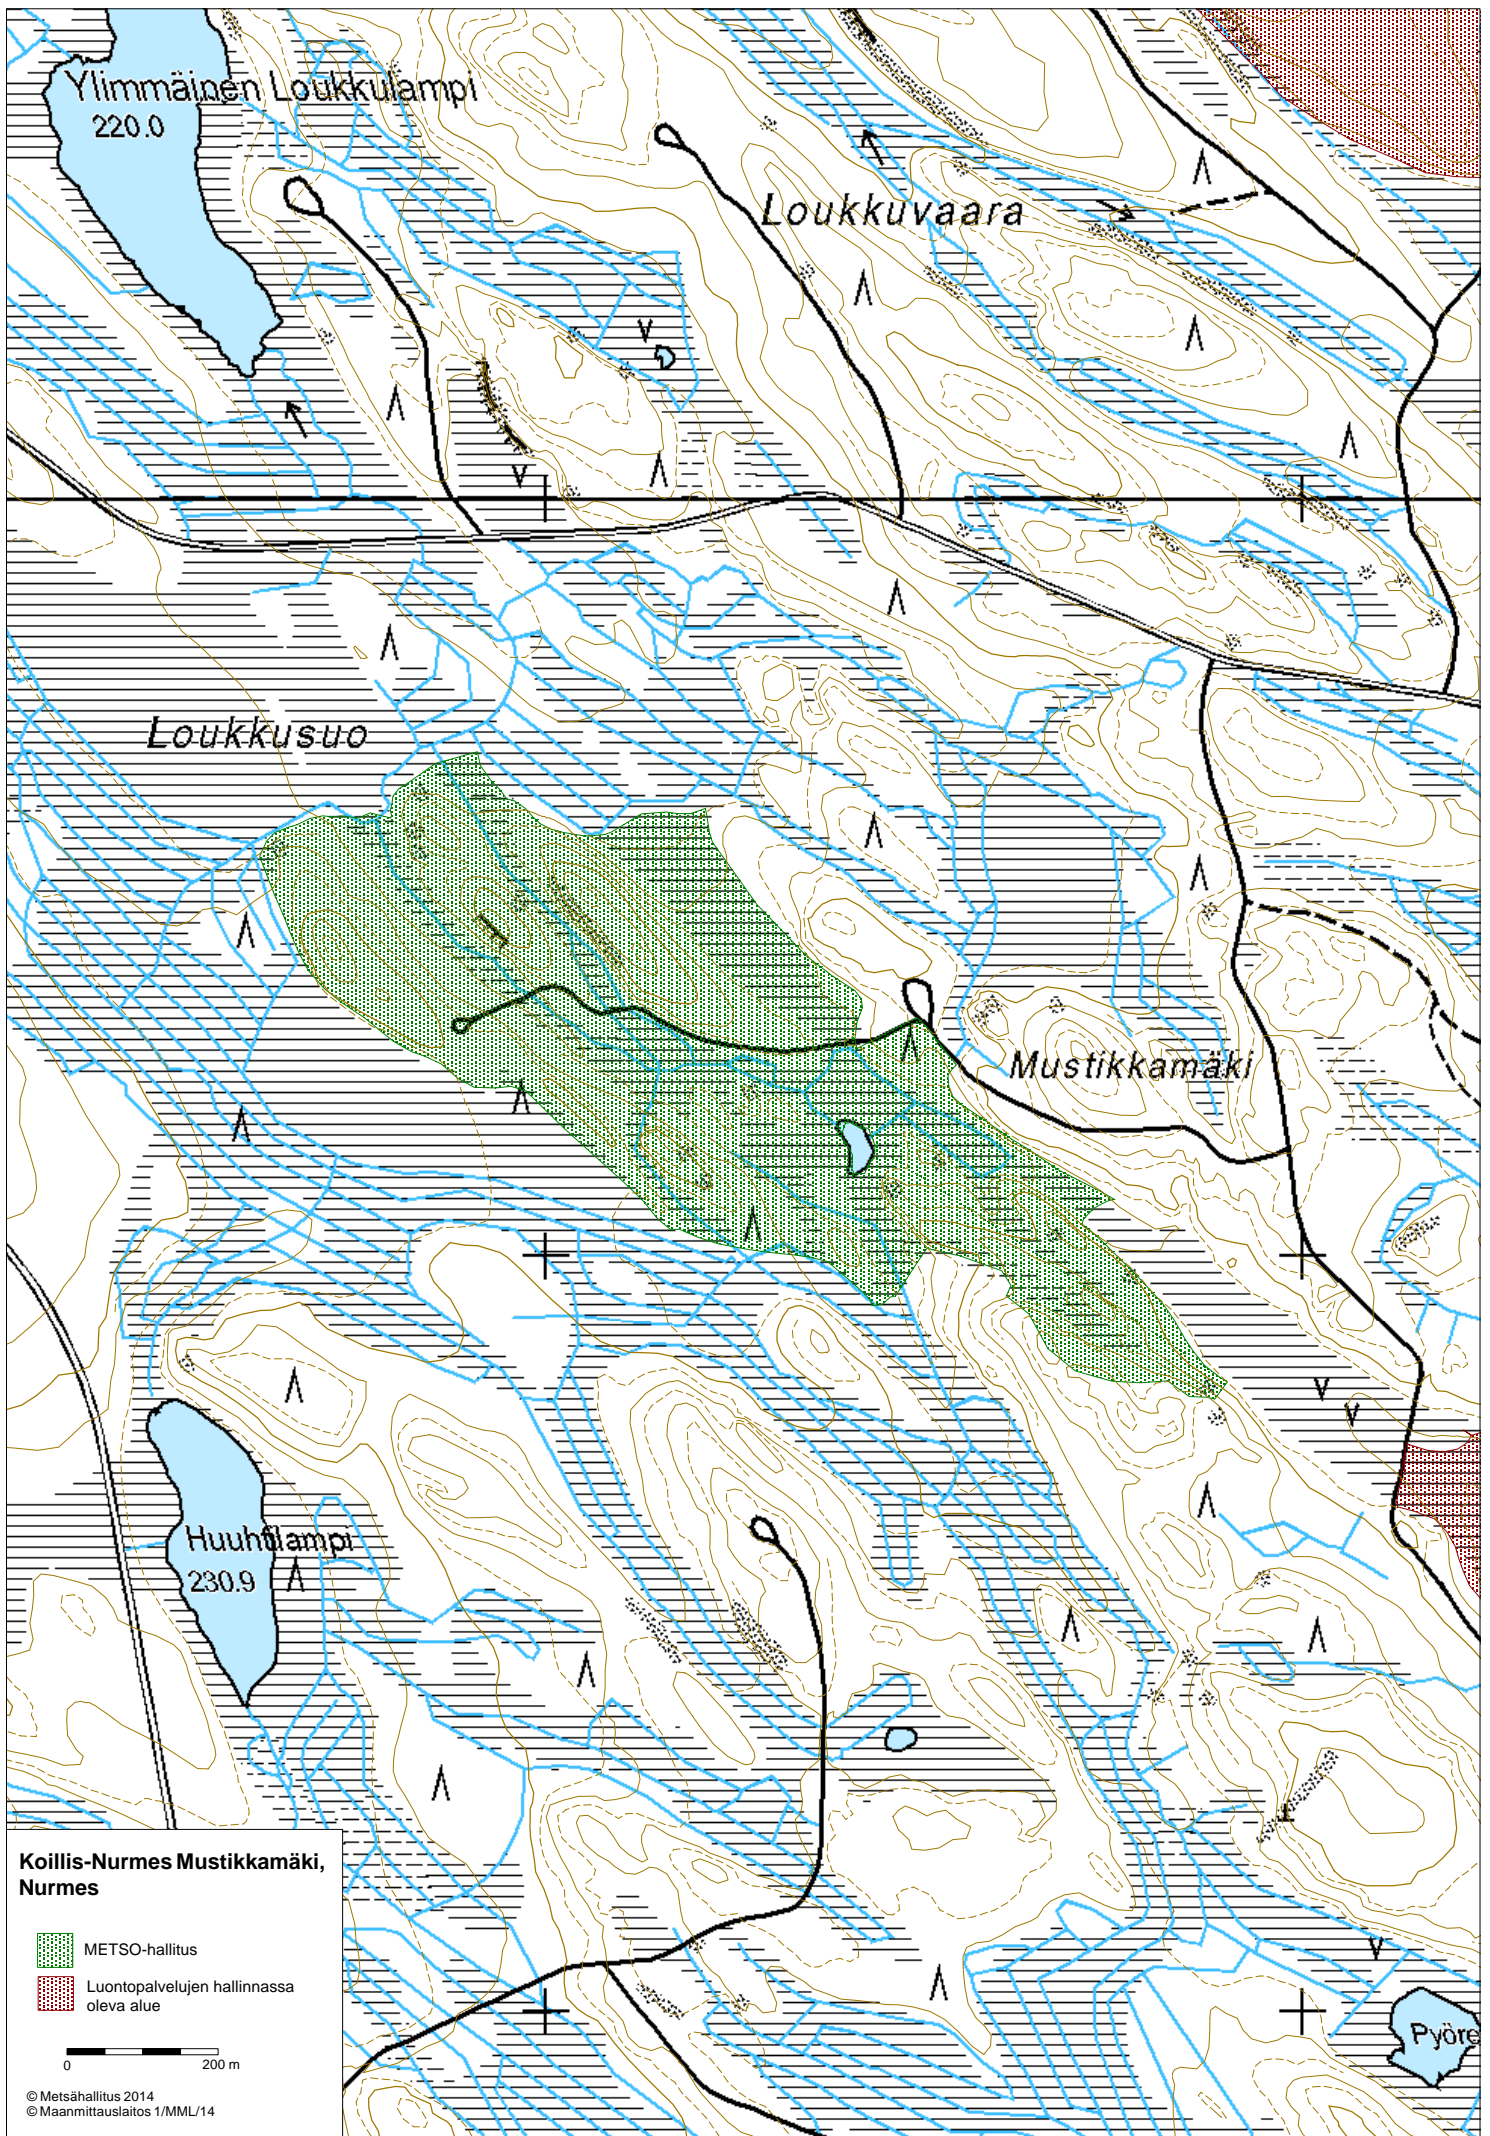 Ylimmäinen Loukkulampi
220.0
Loukkuvaara
Loukkusuo
Mustikkamäki
Huuhtilampi
230.9
Pyöre
Koillis-Nurmes Mustikkamäki,
Nurmes
METSO-hallitus
Luontopalvelujen hallinnassa
oleva alue
0 200 m
© Metsähallitus 2014
© Maanmittauslaitos 1/MML/14